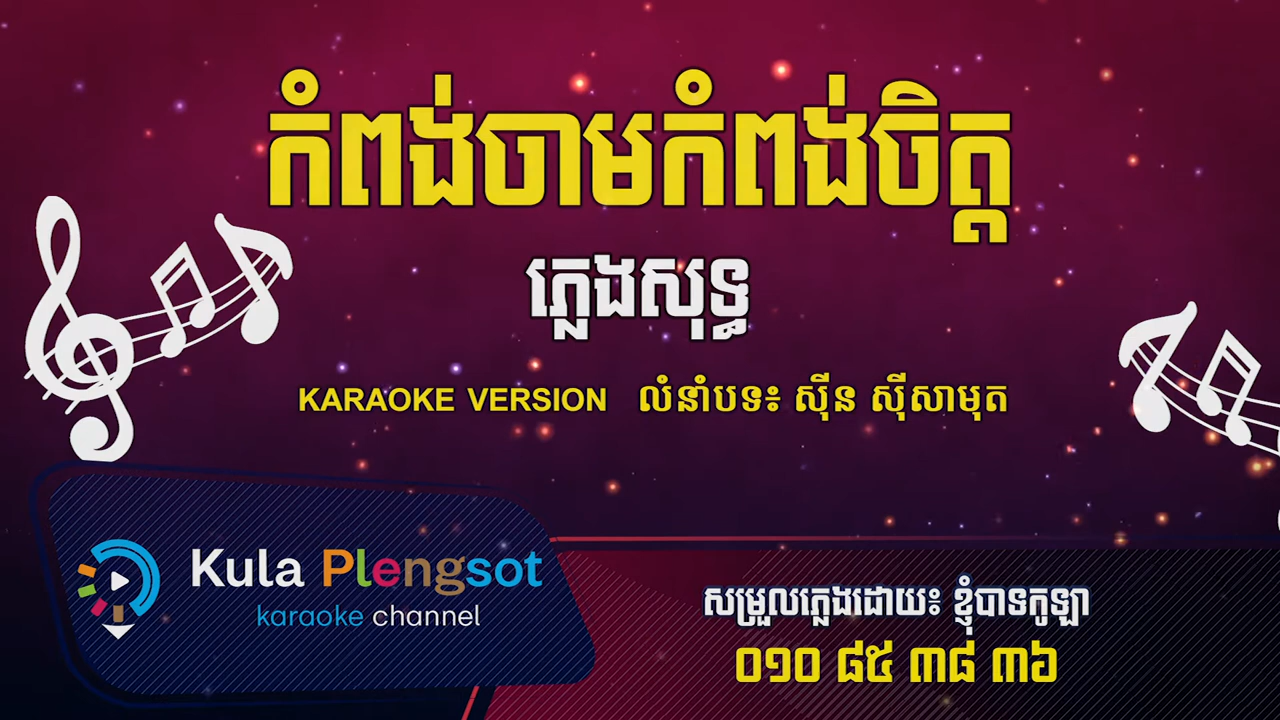 កំពង់ចាមកំពង់ចិត្ត
ភ្លេងសុទ្ធ
KARAOKE VERSION លំនាំបទ៖ ស៊ីន ស៊ីសាមុត
Kula Plengsot
karaoke channel
សម្រួលភ្លេងដោយ៖ ខ្ញុំបាទកូឡា
០១០ ៨៥ ៣៨ ៣៦